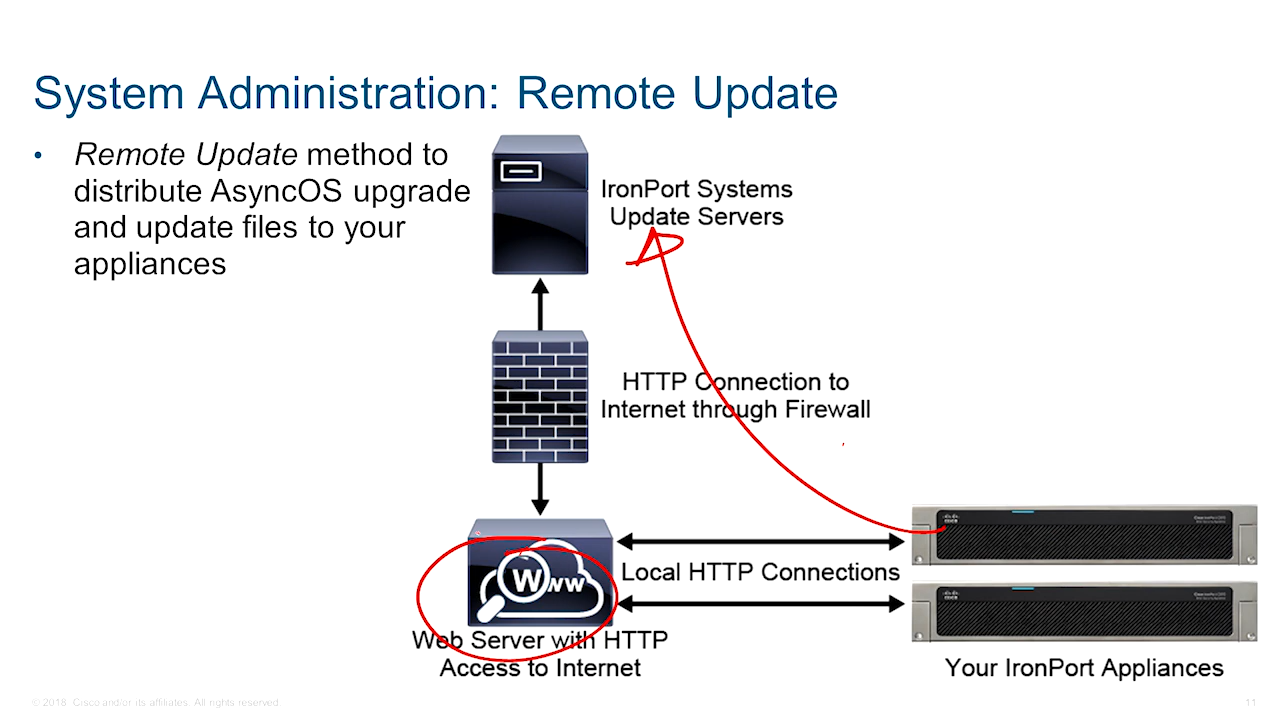 System Administration: Remote Update
• Remote Update method to
distribute AsyncOS upgrade
and update files to your
appliances
IronPort Systems
Update Servers
HTTP Connection to
Internet through Firewall
Www
Local HTTP Connections
Web Server with HTTP
Access to Internet
Your IronPort Appliances
© 2018 Cisco and/or its affiliates. All rights reserved
11